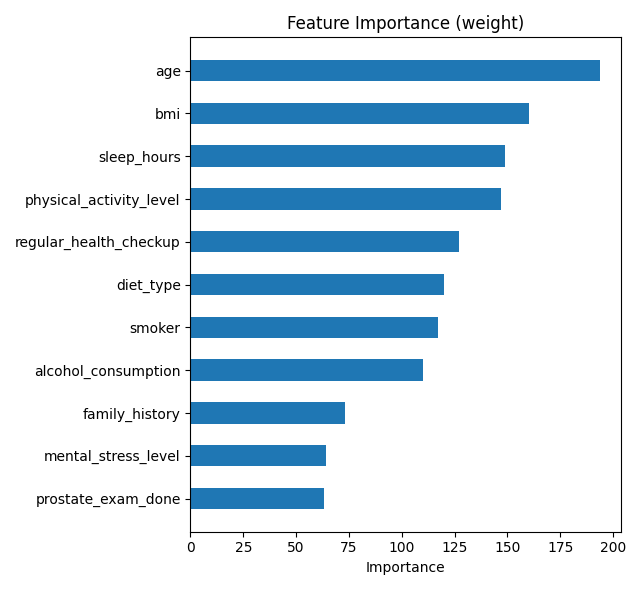 Feature Importance (weight)
age
bmi
sleep_hours
physical_activity_level
regular_health_checkup
diet_type
smoker
alcohol_consumption
family_history
mental_stress_level
prostate_exam_done
0 25 50 75 100 125 150 175 200
Importance